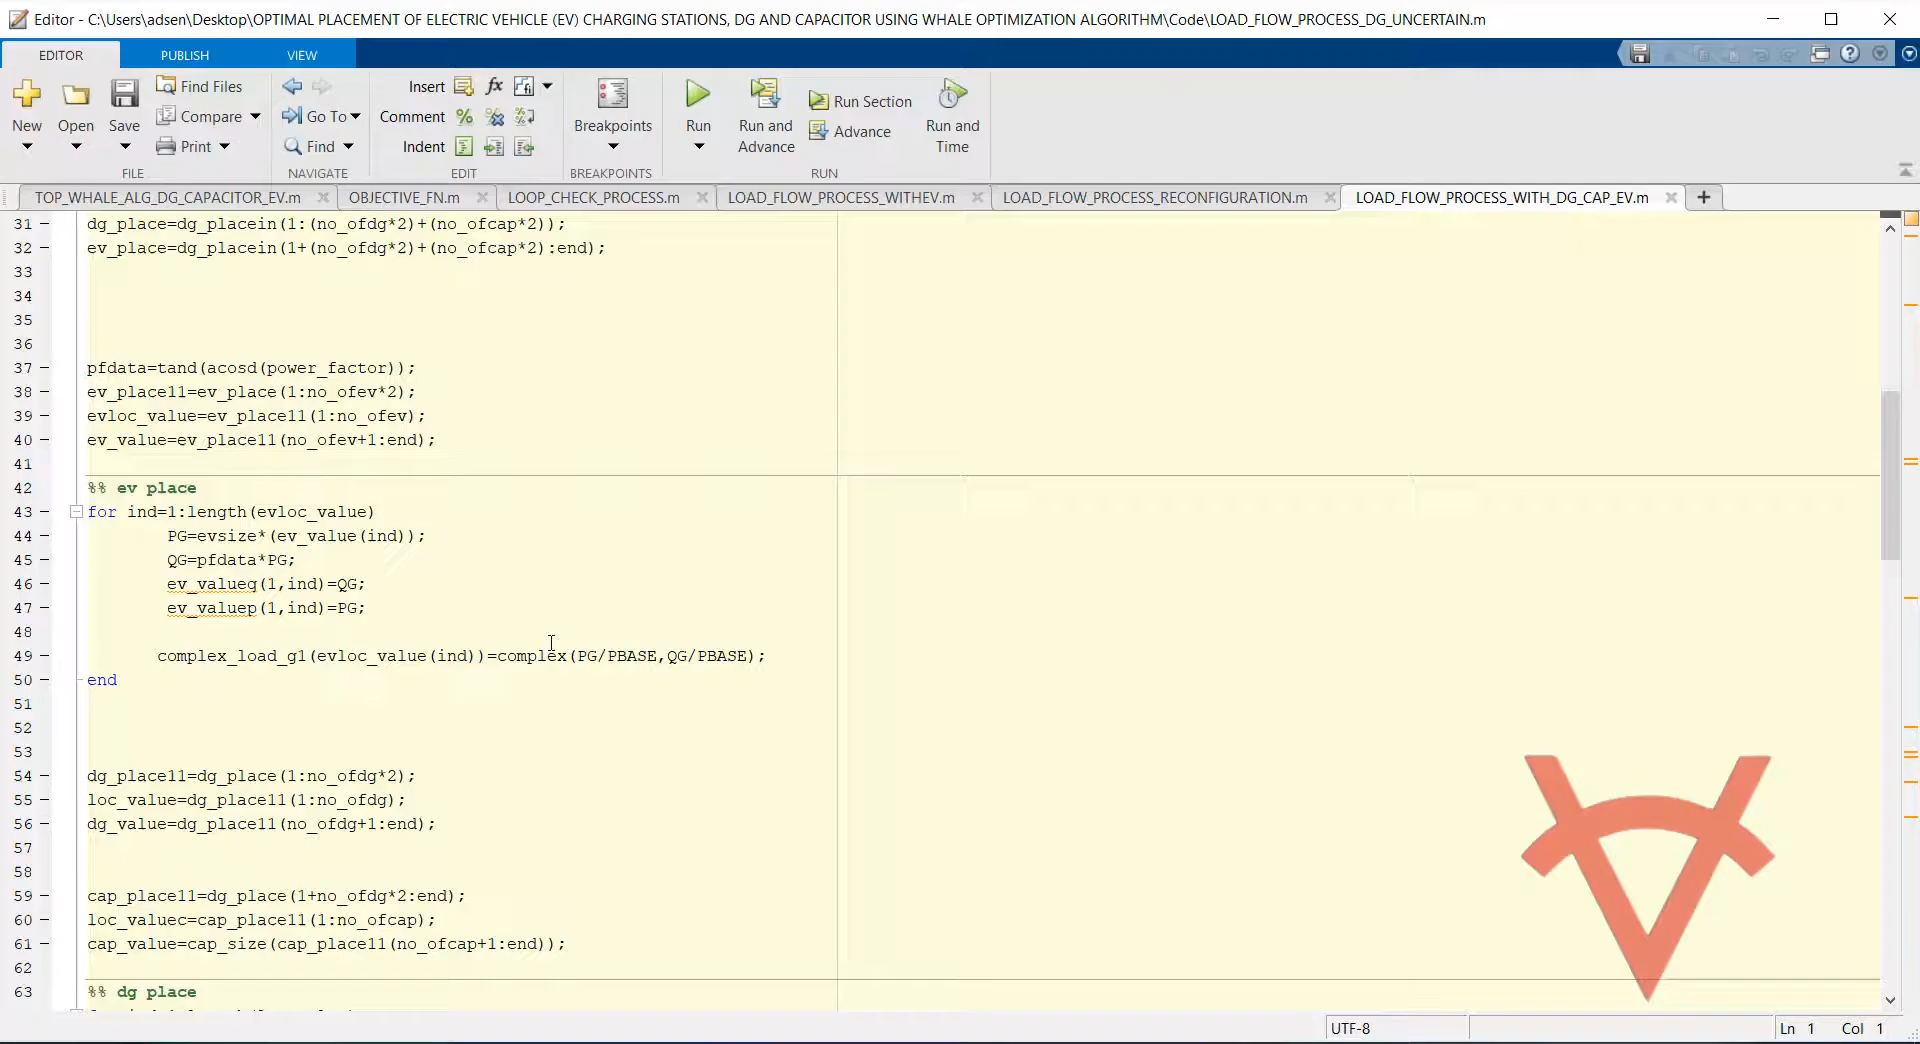 Editor - C:\Users\adsen\Desktop\OPTIMAL PLACEMENT OF ELECTRIC VEHICLE (EV) CHARGING STATIONS, DG AND CAPACITOR USING WHALE OPTIMIZATION ALGORITHM\Code\LOAD_FLOW_PROCESS_DG_UNCERTAIN.m
EDITOR PUBLISH VIEW
New Open Save Find Files Compare Print
Insert fx Comment % Indent
Go To Find
Breakpoints
Run Run and Advance Run Section Advance Run and Time
FILE NAVIGATE EDIT BREAKPOINTS RUN
TOP_WHALE_ALG_DG_CAPACITOR_EV.m OBJECTIVE_FN.m LOOP_CHECK_PROCESS.m LOAD_FLOW_PROCESS_WITHEV.m LOAD_FLOW_PROCESS_RECONFIGURATION.m LOAD_FLOW_PROCESS_WITH_DG_CAP_EV.m
31 – dg_place=dg_placein(1:(no_ofdg*2)+(no_ofcap*2));
32 – ev_place=dg_placein(1+(no_ofdg*2)+(no_ofcap*2):end);
33
34
35
36
37 – pfdata=tand(acosd(power_factor));
38 – ev_place11=ev_place(1:no_ofev*2);
39 – evloc_value=ev_place11(1:no_ofev);
40 – ev_value=ev_place11(no_ofev+1:end);
41
42 %% ev place
43 – for ind=1:length(evloc_value)
44 – PG=evsize*(ev_value(ind));
45 – QG=pfdata*PG;
46 – ev_valueq(1,ind)=QG;
47 – ev_valuep(1,ind)=PG;
48
49 – complex_load_g1(evloc_value(ind))=complex(PG/PBASE,QG/PBASE);
50 – end
51
52
53
54 – dg_place11=dg_place(1:no_ofdg*2);
55 – loc_value=dg_place11(1:no_ofdg);
56 – dg_value=dg_place11(no_ofdg+1:end);
57
58
59 – cap_place11=dg_place(1+no_ofdg*2:end);
60 – loc_valuec=cap_place11(1:no_ofcap);
61 – cap_value=cap_size(cap_place11(no_ofcap+1:end));
62
63 %% dg place
UTF-8 Ln 1 Col 1